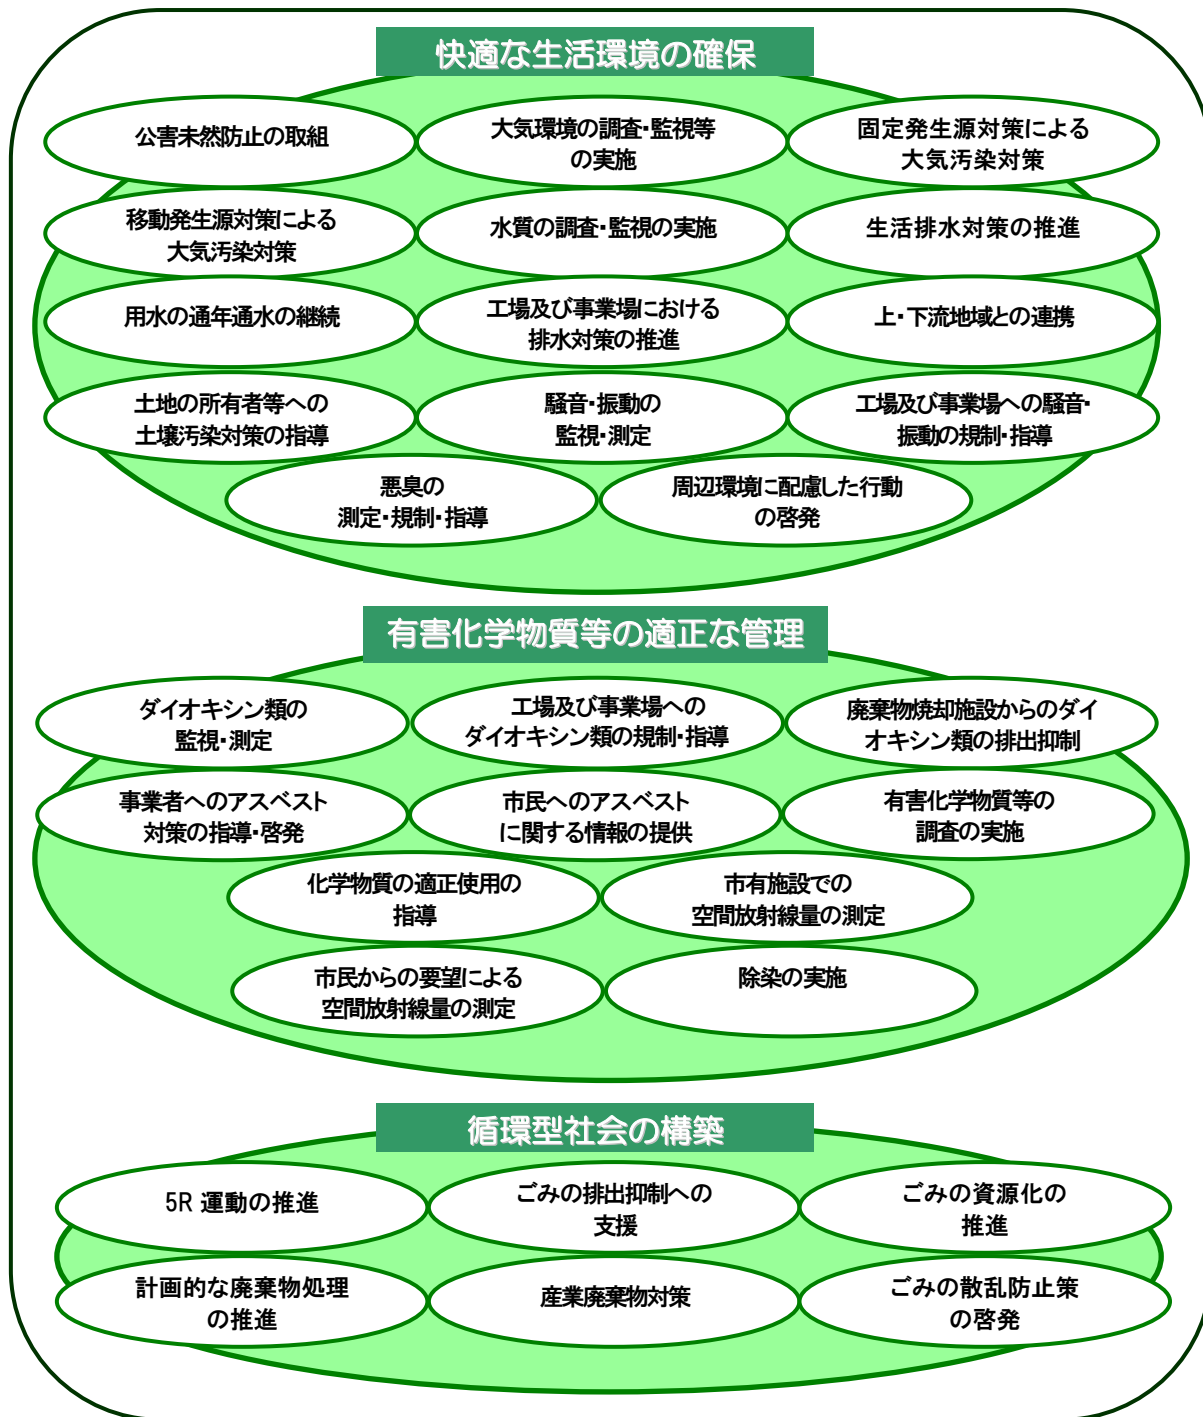 快適な生活環境の確保
公害未然防止の取組
大気環境の調査・監視等
の実施
固定発生源対策による
大気汚染対策
移動発生源対策による
大気汚染対策
水質の調査・監視の実施
生活排水対策の推進
用水の通年通水の継続
工場及び事業場における
排水対策の推進
上・下流地域との連携
土地の所有者等への
土壌汚染対策の指導
騒音・振動の
監視・測定
工場及び事業場への騒音・
振動の規制・指導
悪臭の
測定・規制・指導
周辺環境に配慮した行動
の啓発
有害化学物質等の適正な管理
ダイオキシン類の
監視・測定
工場及び事業場への
ダイオキシン類の規制・指導
廃棄物焼却施設からのダイ
オキシン類の排出抑制
事業者へのアスベスト
対策の指導・啓発
市民へのアスベスト
に関する情報の提供
有害化学物質等の
調査の実施
化学物質の適正使用の
指導
市有施設での
空間放射線量の測定
市民からの要望による
空間放射線量の測定
除染の実施
循環型社会の構築
5R 運動の推進
ごみの排出抑制への
支援
ごみの資源化の
推進
計画的な廃棄物処理
の推進
産業廃棄物対策
ごみの散乱防止策
の啓発